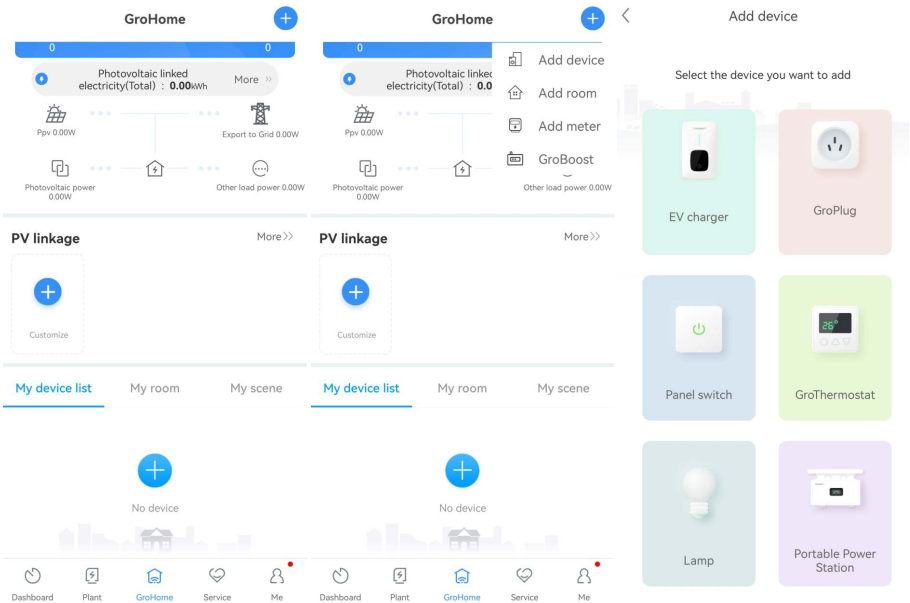 GroHome
0 0
Photovoltaic linked
electricity(Total) : 0.00kWh
More »
Ppv 0.00W
Export to Grid 0.00W
Photovoltaic power
0.00W
Other load power 0.00W
PV linkage
More>>
Customize
My device list My room My scene
No device
Dashboard Plant GroHome Service Me
GroHome
0
Photovoltaic linked
electricity(Total) : 0.0
Add device
Add room
Add meter
GroBoost
Ppv 0.00W
Photovoltaic power
0.00W
Other load power 0.00W
PV linkage
More>>
Customize
My device list My room My scene
No device
Dashboard Plant GroHome Service Me
Add device
Select the device you want to add
EV charger
GroPlug
Panel switch
26°
GroThermostat
Lamp
Portable Power
Station